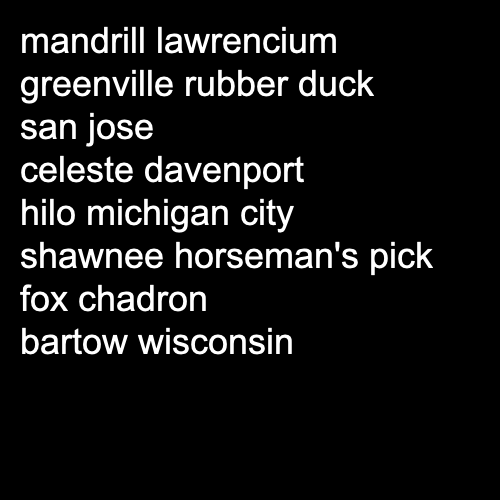 mandrill lawrencium
greenville rubber duck
san jose
celeste davenport
hilo michigan city
shawnee horseman's pick
fox chadron
bartow wisconsin